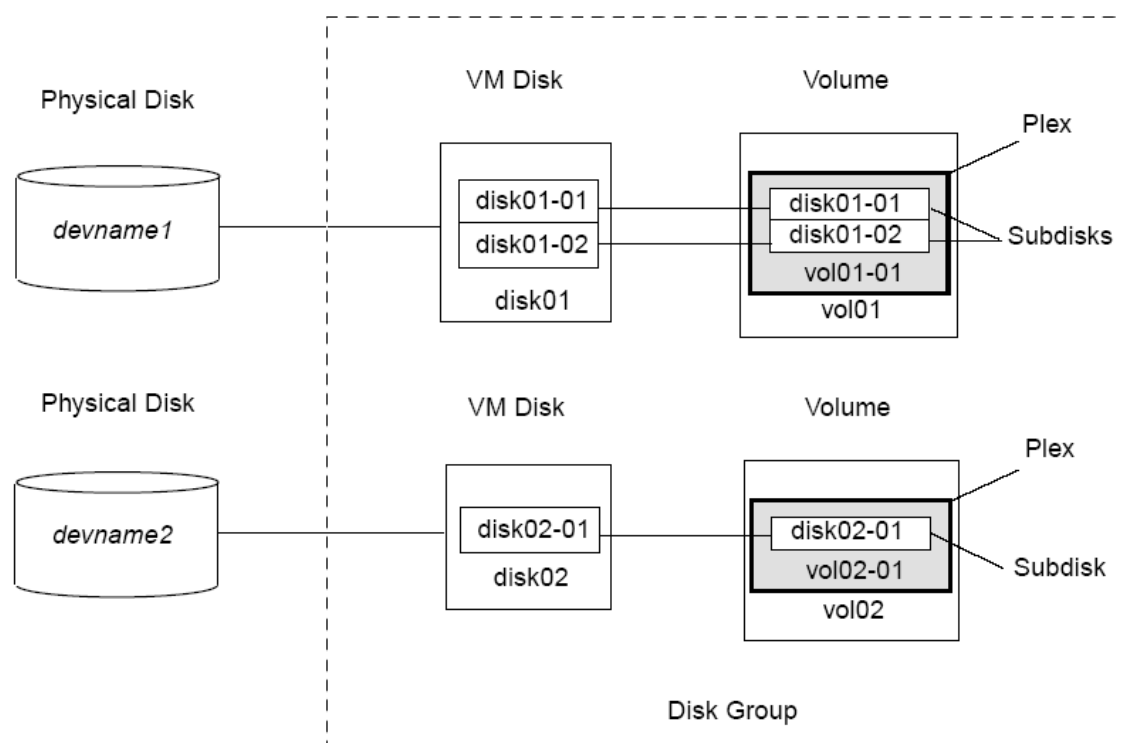 VM Disk
Volume
Physical Disk
Plex
devname1
disk01-01
disk01-02
disk01
disk01-01
disk01-02
vol01-01
vol01
Subdisks
Physical Disk
VM Disk
Volume
Plex
devname2
disk02-01
disk02
disk02-01
vol02-01
vol02
Subdisk
Disk Group